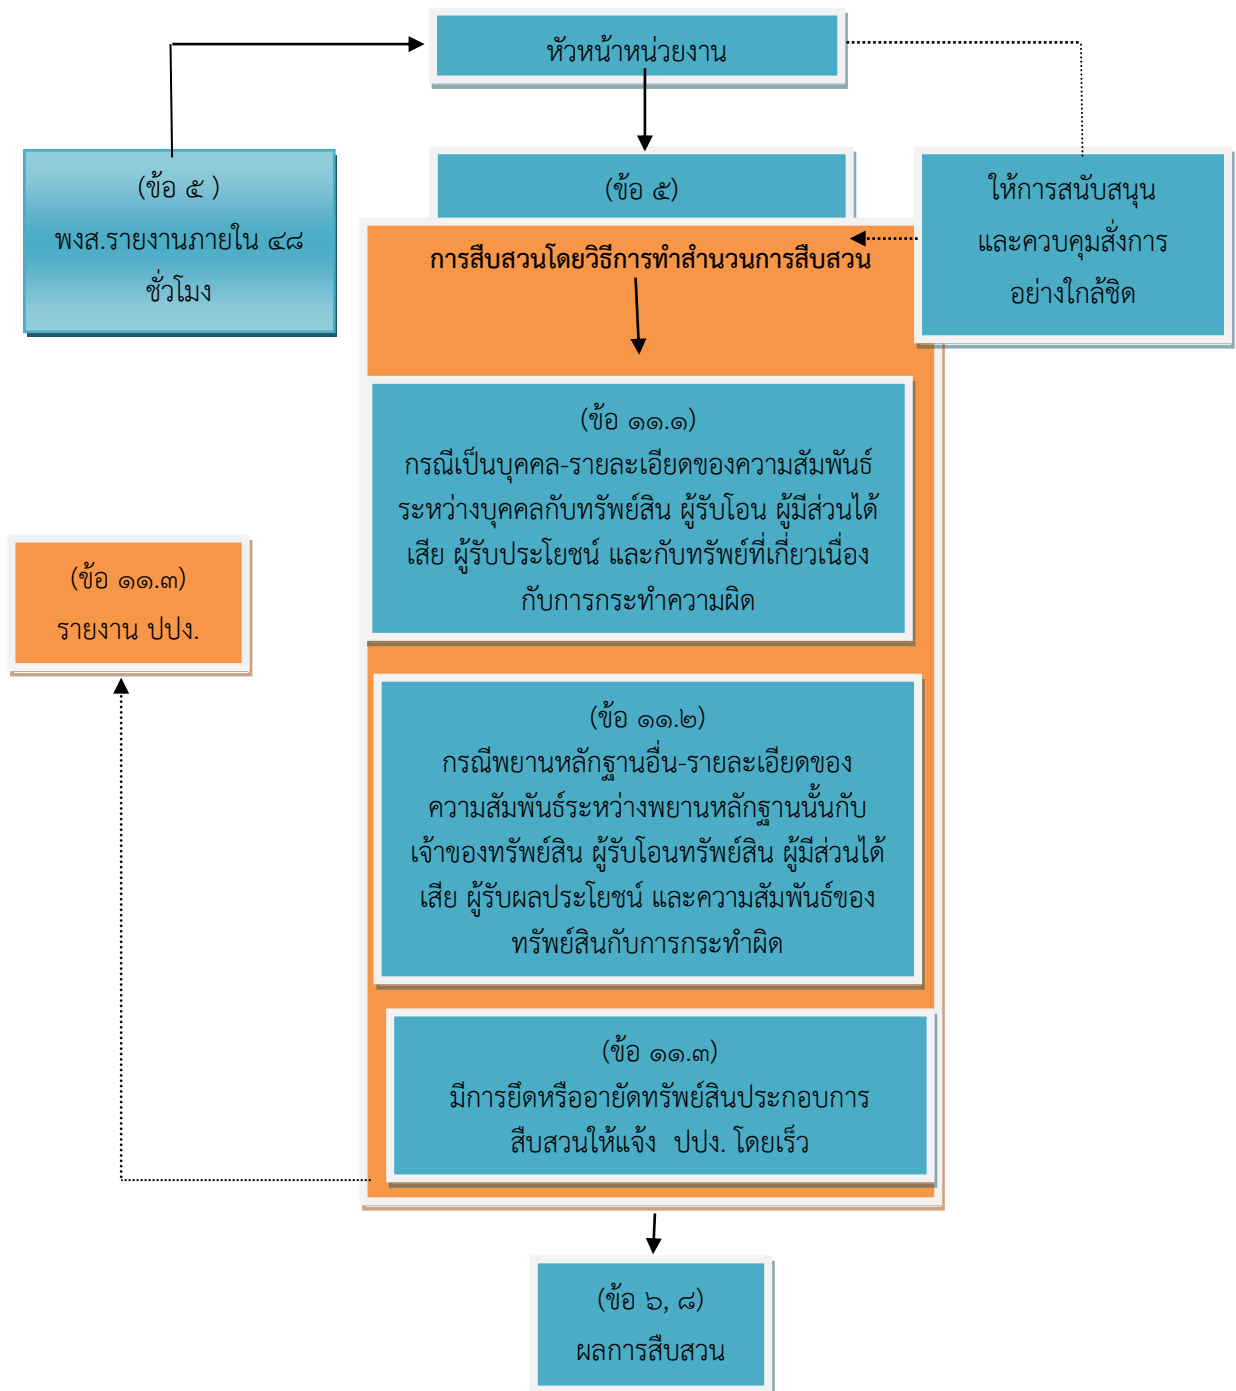 หัวหน้าหน่วยงาน
(ข้อ ๕ )
พงส.รายงานภายใน ๔๘
ชั่วโมง
(ข้อ ๕)
ให้การสนับสนุน
และควบคุมสั่งการ
อย่างใกล้ชิด
การสืบสวนโดยวิธีการทำสำนวนการสืบสวน
(ข้อ ๑๑.๑)
กรณีเป็นบุคคล-รายละเอียดของความสัมพันธ์
ระหว่างบุคคลกับทรัพย์สิน ผู้รับโอน ผู้มีส่วนได้
เสีย ผู้รับประโยชน์ และกับทรัพย์ที่เกี่ยวเนื่อง
กับการกระทำความผิด
(ข้อ ๑๑.๓)
รายงาน ปปง.
(ข้อ ๑๑.๒)
กรณีพยานหลักฐานอื่น-รายละเอียดของ
ความสัมพันธ์ระหว่างพยานหลักฐานนั้นกับ
เจ้าของทรัพย์สิน ผู้รับโอนทรัพย์สิน ผู้มีส่วนได้
เสีย ผู้รับผลประโยชน์ และความสัมพันธ์ของ
ทรัพย์สินกับการกระทำผิด
(ข้อ ๑๑.๓)
มีการยึดหรืออายัดทรัพย์สินประกอบการ
สืบสวนให้แจ้ง ปปง. โดยเร็ว
(ข้อ ๖, ๘)
ผลการสืบสวน